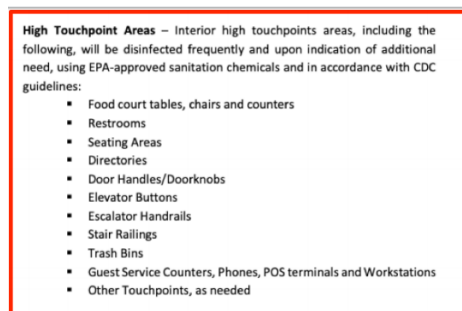 High Touchpoint Areas – Interior high touchpoints areas, including the
following, will be disinfected frequently and upon indication of additional
need, using EPA-approved sanitation chemicals and in accordance with CDC
guidelines:
▪ Food court tables, chairs and counters
▪ Restrooms
▪ Seating Areas
▪ Directories
▪ Door Handles/Doorknobs
▪ Elevator Buttons
▪ Escalator Handrails
▪ Stair Railings
▪ Trash Bins
▪ Guest Service Counters, Phones, POS terminals and Workstations
▪ Other Touchpoints, as needed